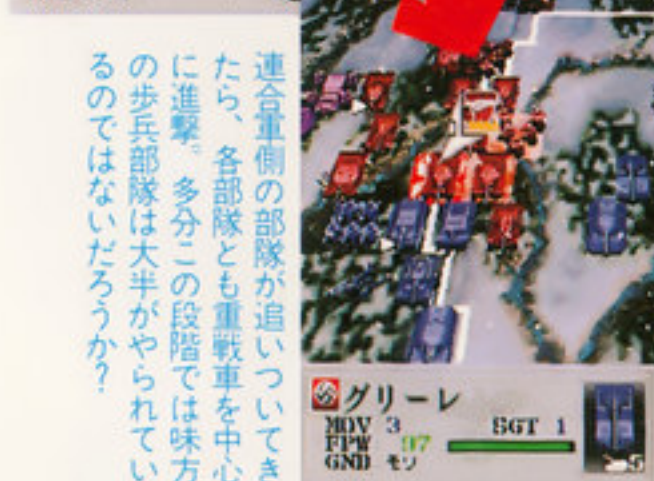 連合軍側の部隊が追いついてき
たら、各部隊とも重戦車を中心
に進撃。多分この段階では味方
の歩兵部隊は大半がやられてい
るのではないだろうか？
グリーレ
MOV 3 SGT 1
FPW 97
GND モリ
5